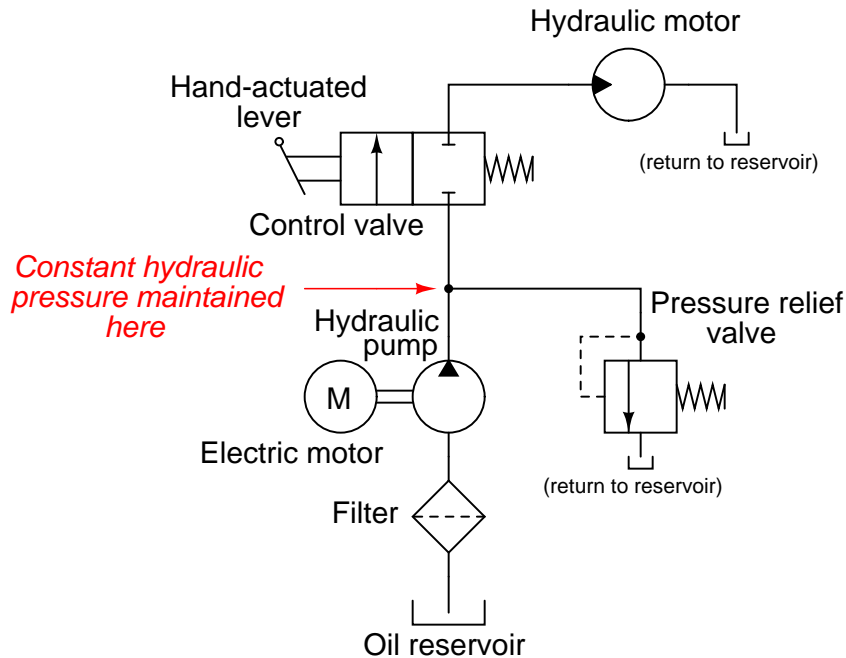 Hydraulic motor
Hand-actuated
lever
(return to reservoir)
Control valve
Constant hydraulic
pressure maintained
here
Hydraulic
pump
Pressure relief
valve
M
Electric motor
(return to reservoir)
Filter
Oil reservoir